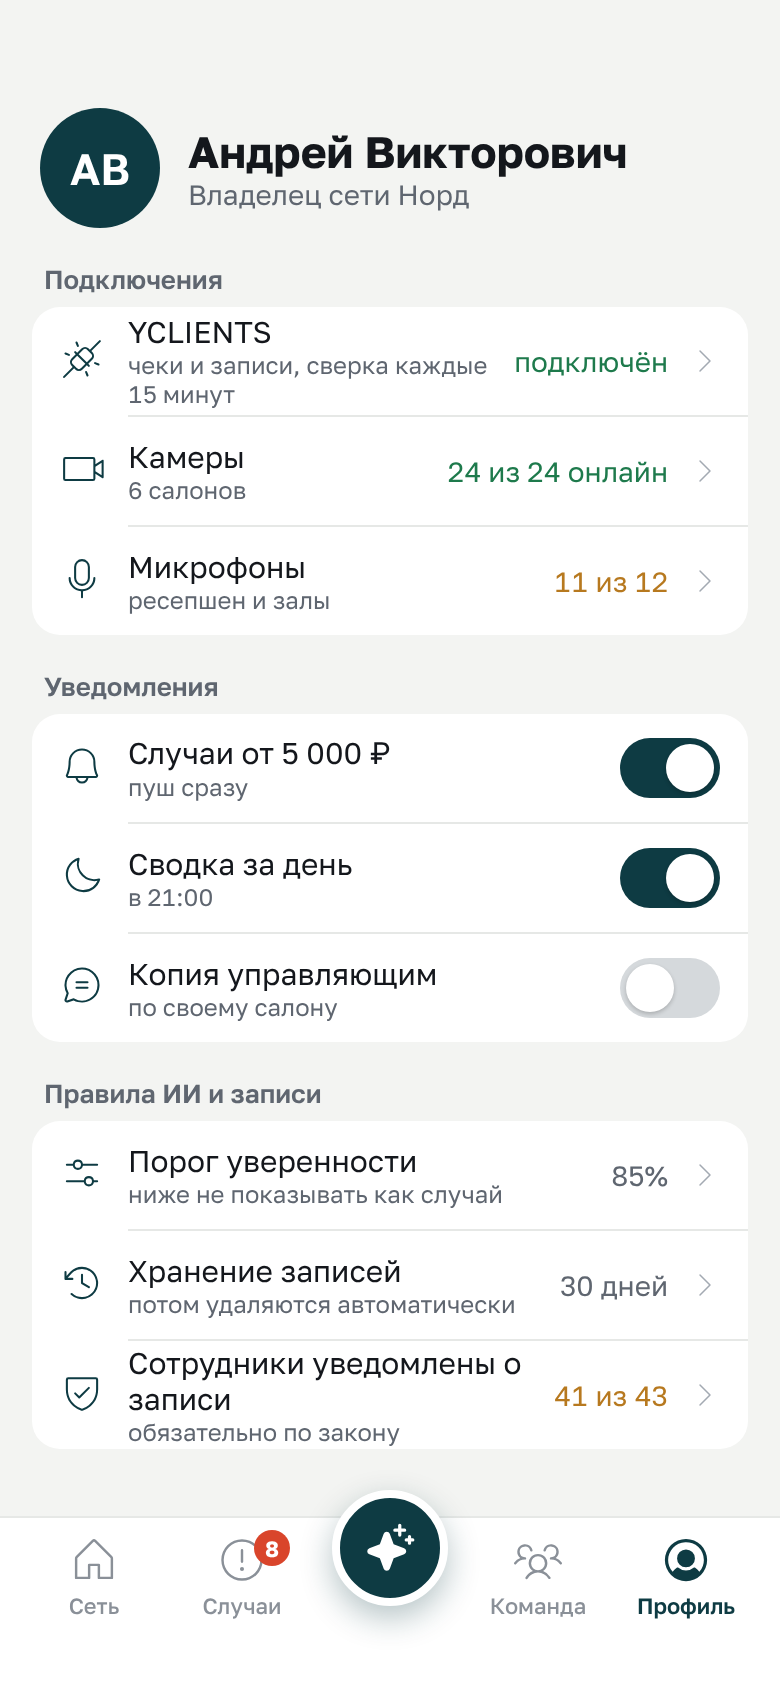 АВ
Андрей Викторович
Владелец сети Норд
Подключения
YCLIENTS
чеки и записи, сверка каждые
15 минут
подключён
Камеры
6 салонов
24 из 24 онлайн
Микрофоны
ресепшен и залы
11 из 12
Уведомления
Случаи от 5 000 ₽
пуш сразу
Сводка за день
в 21:00
Копия управляющим
по своему салону
Правила ИИ и записи
Порог уверенности
ниже не показывать как случай
85%
Хранение записей
потом удаляются автоматически
30 дней
Сотрудники уведомлены о
записи
обязательно по закону
41 из 43
8
Сеть
Случаи
Команда
Профиль